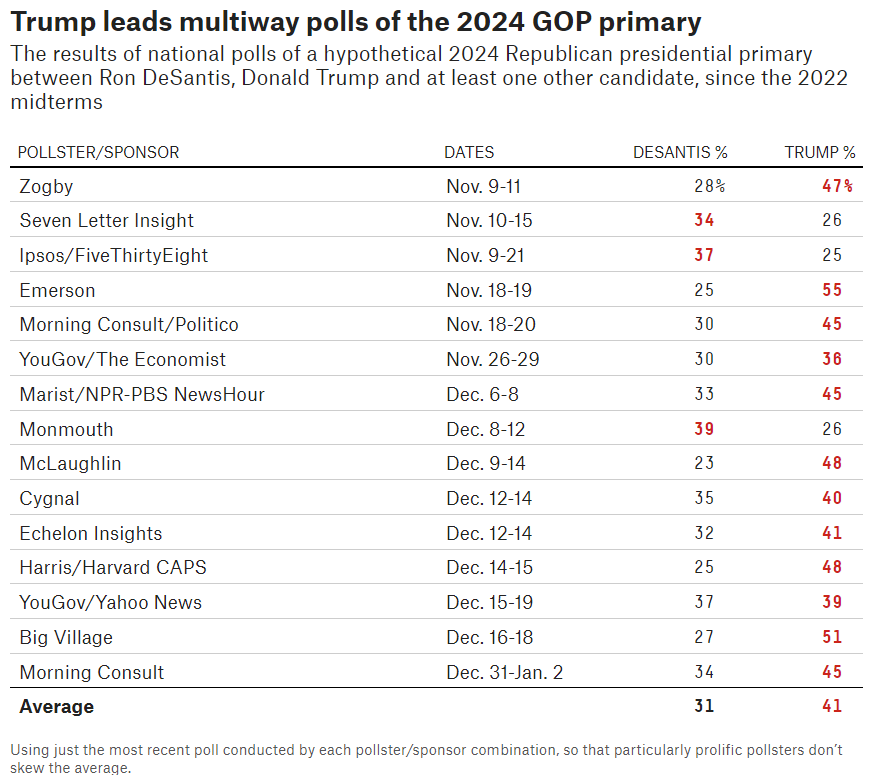 Trump leads multiway polls of the 2024 GOP primary
The results of national polls of a hypothetical 2024 Republican presidential primary
between Ron DeSantis, Donald Trump and at least one other candidate, since the 2022
midterms
POLLSTER/SPONSOR DATES DESANTIS % TRUMP %
Zogby Nov. 9-11 28% 47%
Seven Letter Insight Nov. 10-15 34 26
Ipsos/FiveThirtyEight Nov. 9-21 37 25
Emerson Nov. 18-19 25 55
Morning Consult/Politico Nov. 18-20 30 45
YouGov/The Economist Nov. 26-29 30 36
Marist/NPR-PBS NewsHour Dec. 6-8 33 45
Monmouth Dec. 8-12 39 26
McLaughlin Dec. 9-14 23 48
Cygnal Dec. 12-14 35 40
Echelon Insights Dec. 12-14 32 41
Harris/Harvard CAPS Dec. 14-15 25 48
YouGov/Yahoo News Dec. 15-19 37 39
Big Village Dec. 16-18 27 51
Morning Consult Dec. 31-Jan. 2 34 45
Average 31 41
Using just the most recent poll conducted by each pollster/sponsor combination, so that particularly prolific pollsters don’t
skew the average.